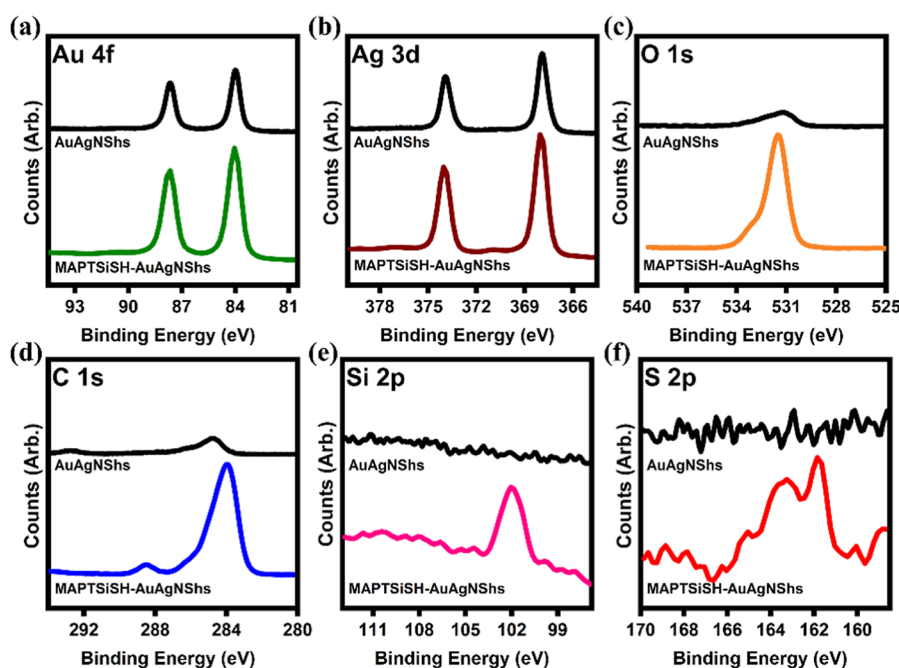 (a)
Au 4f
AuAgNShs
MAPTSiSH-AuAgNShs
Counts (Arb.)
93 90 87 84 81
Binding Energy (eV)
(b)
Ag 3d
AuAgNShs
MAPTSiSH-AuAgNShs
Counts (Arb.)
378 375 372 369 366
Binding Energy (eV)
(c)
O 1s
AuAgNShs
MAPTSiSH-AuAgNShs
Counts (Arb.)
540 537 534 531 528 525
Binding Energy (eV)
(d)
C 1s
AuAgNShs
MAPTSiSH-AuAgNShs
Counts (Arb.)
292 288 284 280
Binding Energy (eV)
(e)
Si 2p
AuAgNShs
MAPTSiSH-AuAgNShs
Counts (Arb.)
111 108 105 102 99
Binding Energy (eV)
(f)
S 2p
AuAgNShs
MAPTSiSH-AuAgNShs
Counts (Arb.)
170 168 166 164 162 160
Binding Energy (eV)